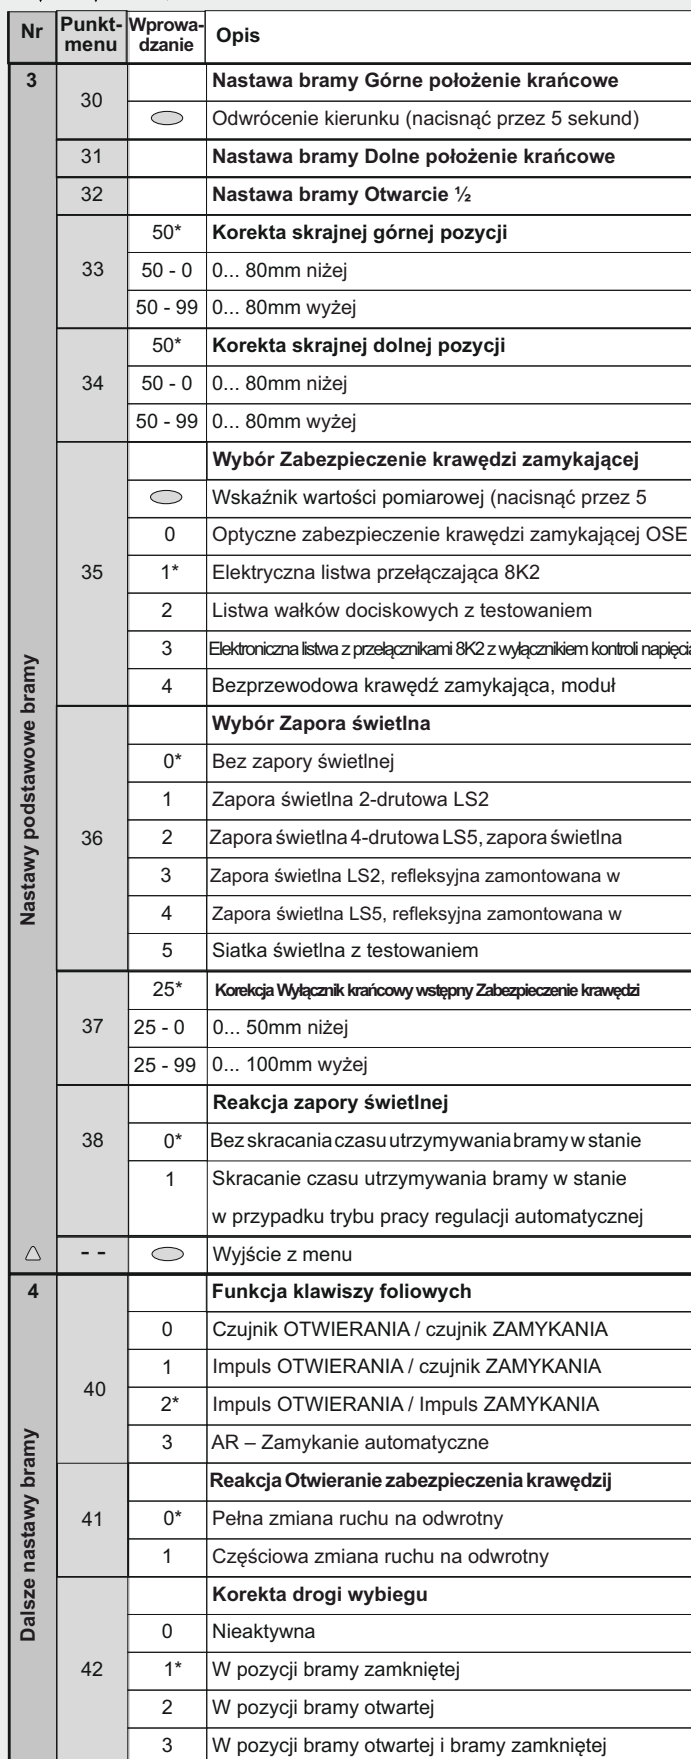 Nr Punkt-menu Wprowa-dzanie Opis
3 Nastawy podstawowe bramy
30 Nastawa bramy Górne położenie krańcowe
Odwrócenie kierunku (nacisnąć przez 5 sekund)
31 Nastawa bramy Dolne położenie krańcowe
32 Nastawa bramy Otwarcie ½
33 50* Korekta skrajnej górnej pozycji
50 - 0 0... 80mm niżej
50 - 99 0... 80mm wyżej
34 50* Korekta skrajnej dolnej pozycji
50 - 0 0... 80mm niżej
50 - 99 0... 80mm wyżej
35 Wybór Zabezpieczenie krawędzi zamykającej
Wskaźnik wartości pomiarowej (nacisnąć przez 5
0 Optyczne zabezpieczenie krawędzi zamykającej OSE
1* Elektryczna listwa przełączająca 8K2
2 Listwa wałków dociskowych z testowaniem
3 Elektroniczna listwa z przełącznikami 8K2 z wyłącznikiem kontroli napięcia
4 Bezprzewodowa krawędź zamykająca, moduł
36 Wybór Zapora świetlna
0* Bez zapory świetlnej
1 Zapora świetlna 2-drutowa LS2
2 Zapora świetlna 4-drutowa LS5, zapora świetlna
3 Zapora świetlna LS2, refleksyjna zamontowana w
4 Zapora świetlna LS5, refleksyjna zamontowana w
5 Siatka świetlna z testowaniem
37 25* Korekcja Wyłącznik krańcowy wstępny Zabezpieczenie krawędzi
25 - 0 0... 50mm niżej
25 - 99 0... 100mm wyżej
38 Reakcja zapory świetlnej
0* Bez skracania czasu utrzymywania bramy w stanie
1 Skracanie czasu utrzymywania bramy w stanie
w przypadku trybu pracy regulacji automatycznej
- - Wyjście z menu
4 Dalsze nastawy bramy
40 Funkcja klawiszy foliowych
0 Czujnik OTWIERANIA / czujnik ZAMYKANIA
1 Impuls OTWIERANIA / czujnik ZAMYKANIA
2* Impuls OTWIERANIA / Impuls ZAMYKANIA
3 AR – Zamykanie automatyczne
41 Reakcja Otwieranie zabezpieczenia krawędzij
0* Pełna zmiana ruchu na odwrotny
1 Częściowa zmiana ruchu na odwrotny
42 Korekta drogi wybiegu
0 Nieaktywna
1* W pozycji bramy zamkniętej
2 W pozycji bramy otwartej
3 W pozycji bramy otwartej i bramy zamkniętej